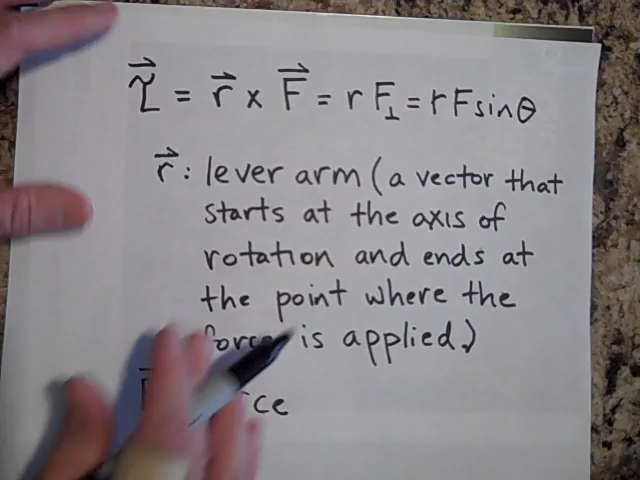 τ⃗ = r⃗ x F⃗ = r F⊥ = r F sinθ
r⃗ : lever arm (a vector that
starts at the axis of
rotation and ends at
the point where the
force is applied)